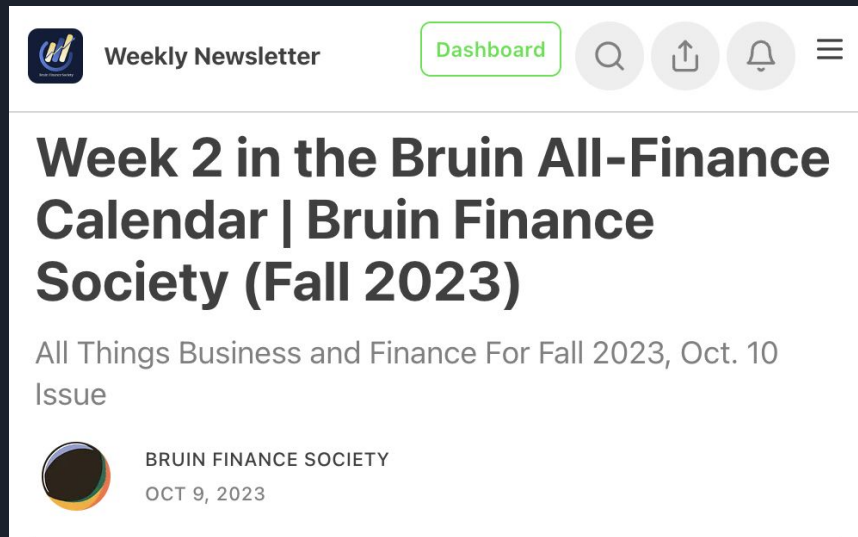 Weekly Newsletter
Dashboard
Week 2 in the Bruin All-Finance
Calendar | Bruin Finance
Society (Fall 2023)
All Things Business and Finance For Fall 2023, Oct. 10
Issue
BRUIN FINANCE SOCIETY
OCT 9, 2023